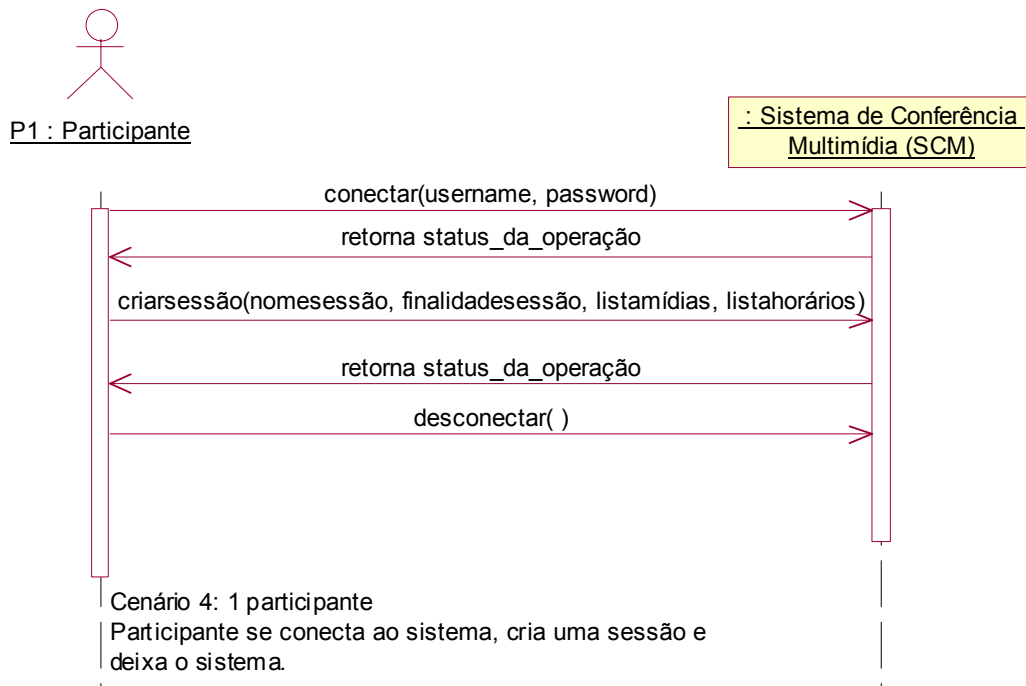 P1 : Participante
: Sistema de Conferência
Multimídia (SCM)
conectar(username, password)
retorna status_da_operação
criarsessão(nomesessão, finalidadesessão, listamídias, listahorários)
retorna status_da_operação
desconectar( )
Cenário 4: 1 participante
Participante se conecta ao sistema, cria uma sessão e
deixa o sistema.